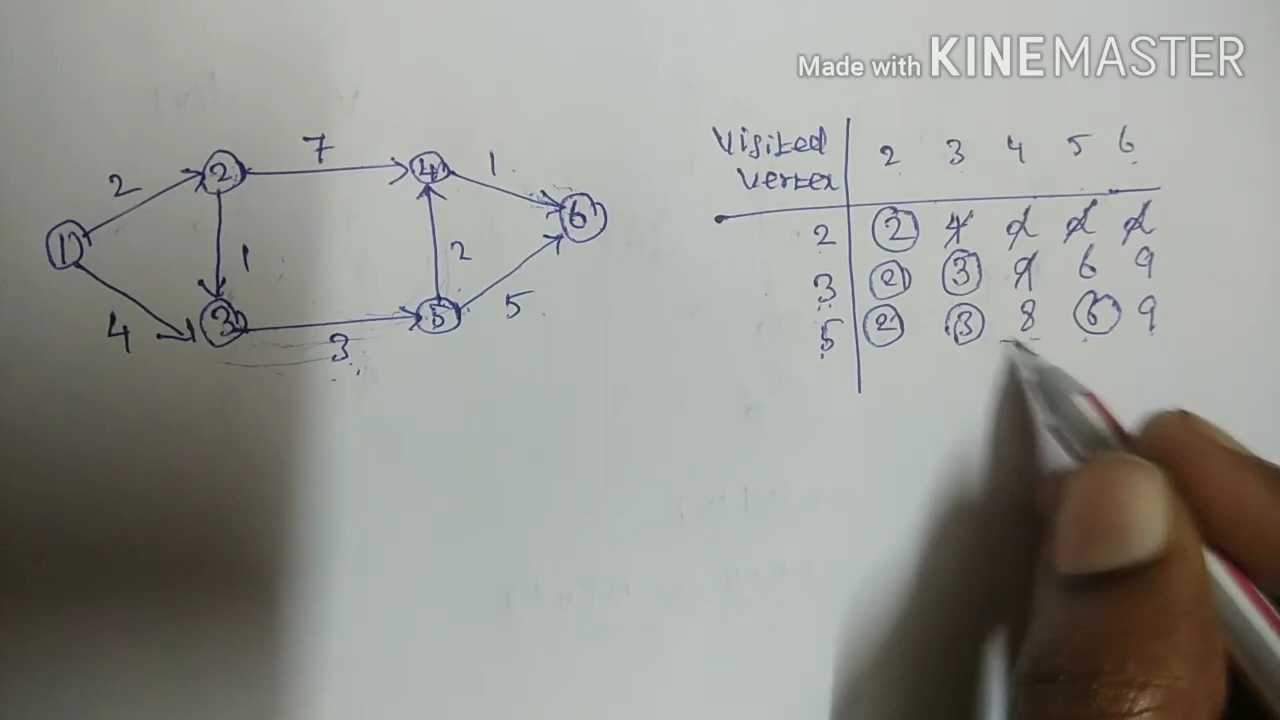 Made with KINEMASTER
7
2 2 4 1
1 1 2 6
4 3 5 5
3
Visited 2 3 4 5 6
Vertex
2 2 4 α α α
3 2 3 9 6 9
5 2 3 8 6 9